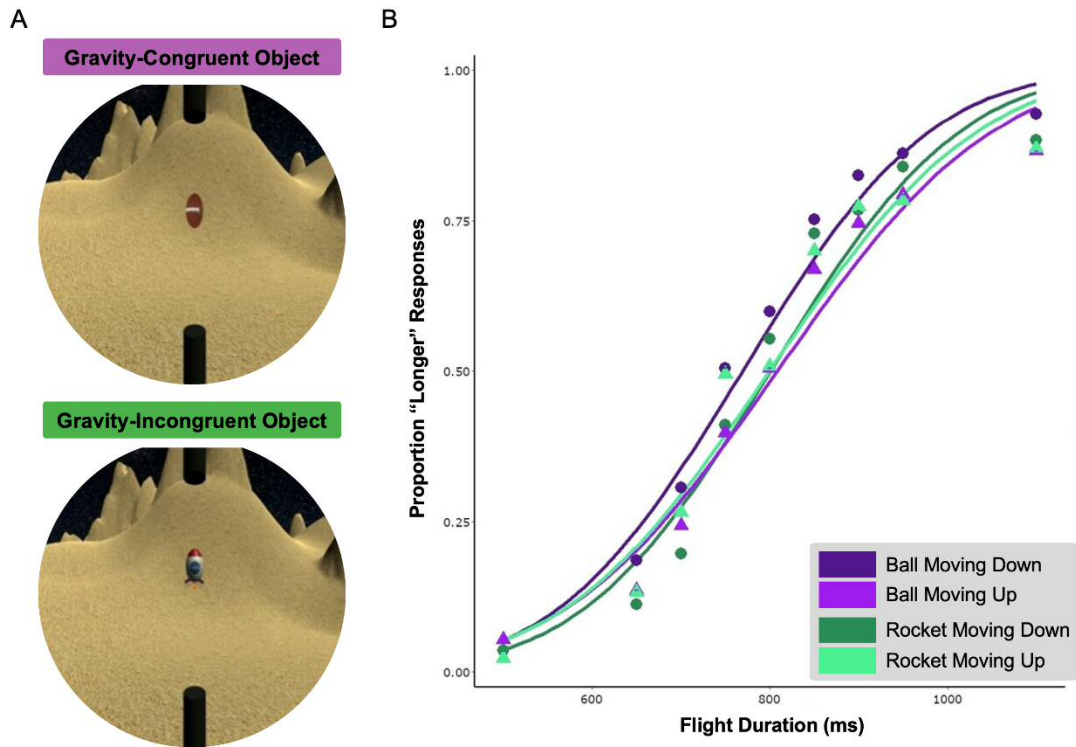 A
Gravity-Congruent Object
Gravity-Incongruent Object
B
Proportion “Longer” Responses
1.00
0.75
0.50
0.25
0.00
600
800
1000
Flight Duration (ms)
Ball Moving Down
Ball Moving Up
Rocket Moving Down
Rocket Moving Up